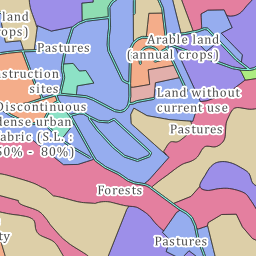 land
rops)
Pastures
Arable land
(annual crops)
nstruction
sites
Land without
current use
Discontinuous
dense urban
fabric (S.L. :
50% - 80%)
Pastures
Forests
Pastures
ty